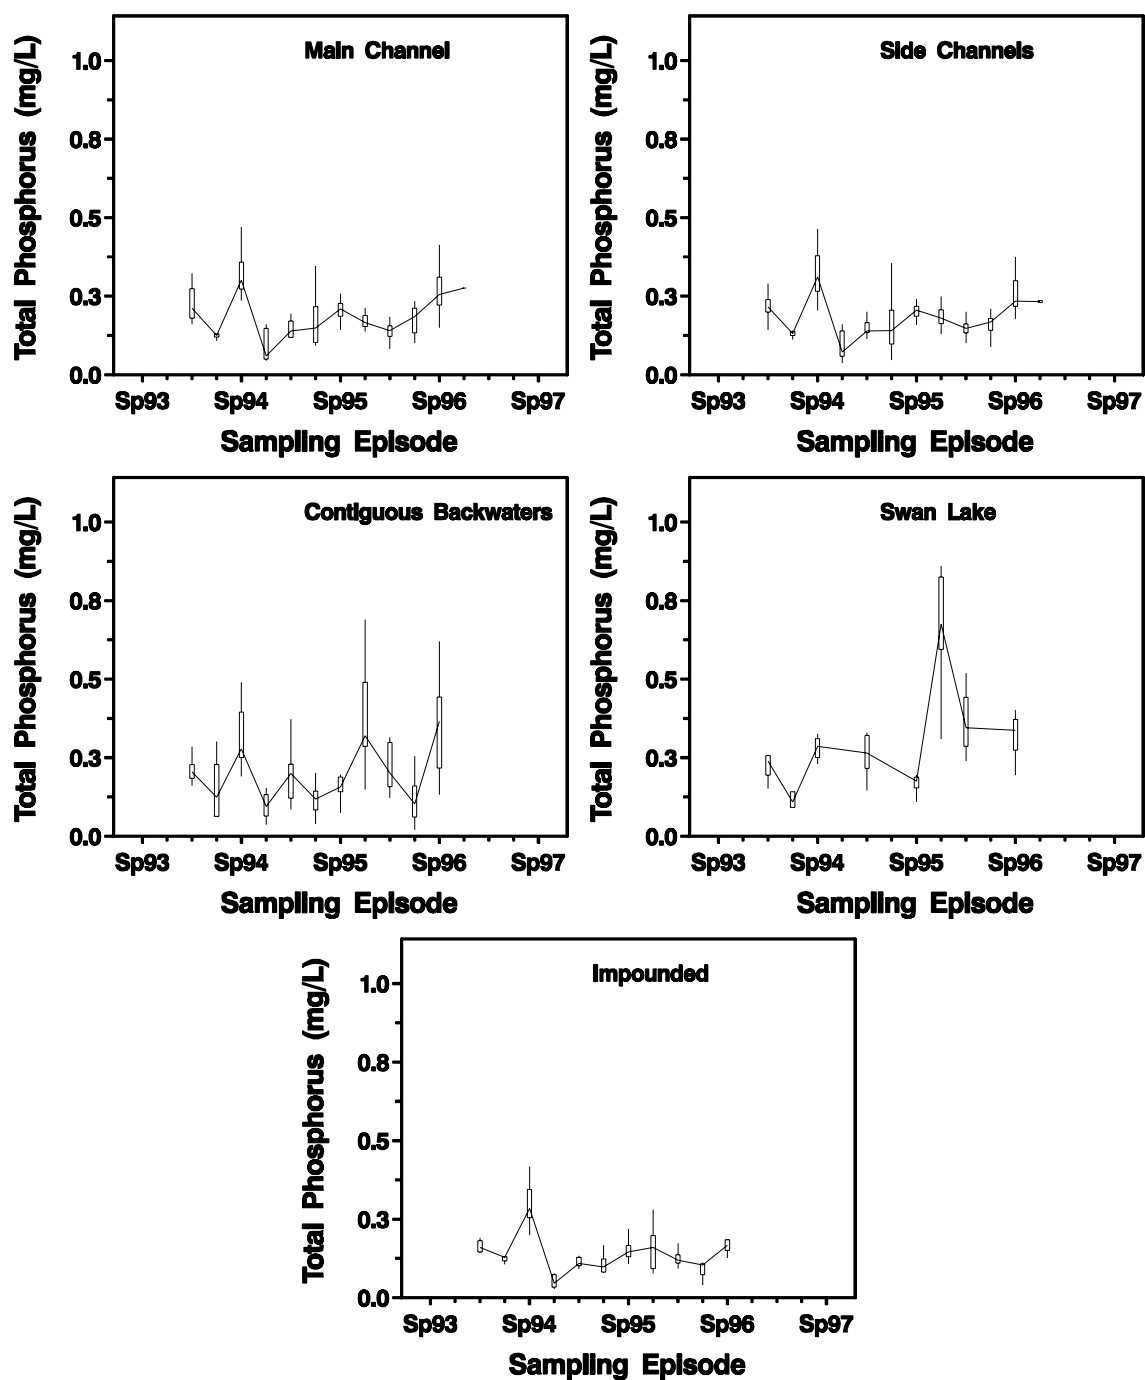 Main Channel
Total Phosphorus (mg/L)
1.0
0.8
0.5
0.3
0.0
Sp93 Sp94 Sp95 Sp96 Sp97
Sampling Episode
Side Channels
Total Phosphorus (mg/L)
1.0
0.8
0.5
0.3
0.0
Sp93 Sp94 Sp95 Sp96 Sp97
Sampling Episode
Contiguous Backwaters
Total Phosphorus (mg/L)
1.0
0.8
0.5
0.3
0.0
Sp93 Sp94 Sp95 Sp96 Sp97
Sampling Episode
Swan Lake
Total Phosphorus (mg/L)
1.0
0.8
0.5
0.3
0.0
Sp93 Sp94 Sp95 Sp96 Sp97
Sampling Episode
Impounded
Total Phosphorus (mg/L)
1.0
0.8
0.5
0.3
0.0
Sp93 Sp94 Sp95 Sp96 Sp97
Sampling Episode